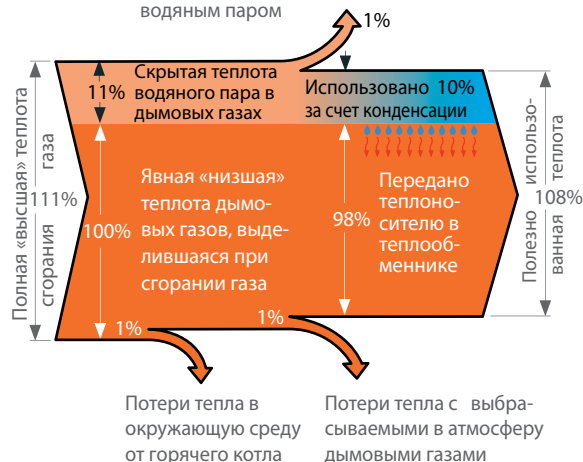 водяным паром
1%
Скрытая теплота
водяного пара в
дымовых газах
11%
Использовано 10%
за счет конденсации
Полная «высшая» теплота
сгорания газа
111%
100%
Явная «низшая»
теплота дымо-
вых газов, выде-
лившаяся при
сгорании газа
98%
Передано
теплоно-
сителю в
теплооб-
меннике
Полезно использо-
ванная теплота
108%
1%
1%
Потери тепла в
окружающую среду
от горячего котла
Потери тепла с выбра-
сываемыми в атмосферу
дымовыми газами